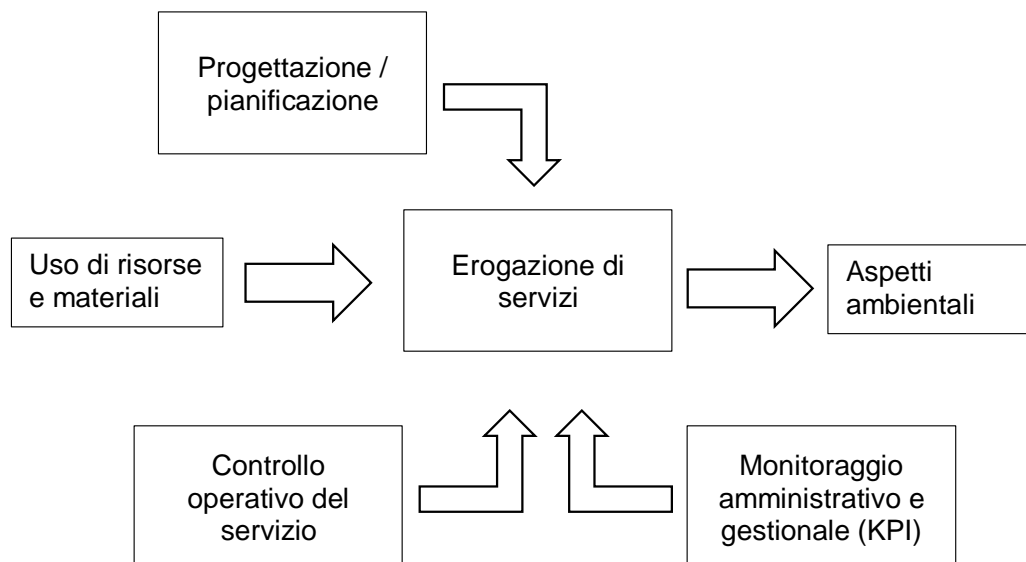 Progettazione /
pianificazione
Uso di risorse
e materiali
Erogazione di
servizi
Aspetti
ambientali
Controllo
operativo del
servizio
Monitoraggio
amministrativo e
gestionale (KPI)